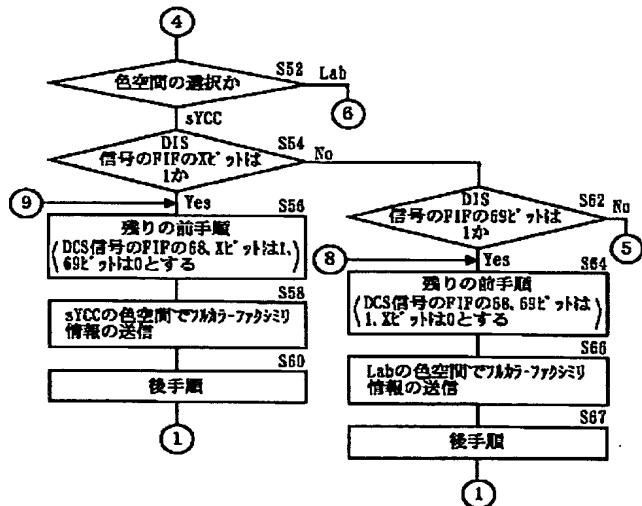 4
S52
色空間の選択か
Lab
6
sYCC
S54
DIS
信号のFIFのXビットは
1か
No
9
Yes
S56
残りの前手順
(DCS信号のFIFの68、Xビットは1、
69ビットは0とする)
S58
sYCCの色空間でフルカラーファクシミリ
情報の送信
S60
後手順
1
S62
DIS
信号のFIFの69ビットは
1か
No
5
8
Yes
S64
残りの前手順
(DCS信号のFIFの68、69ビットは
1、Xビットは0とする)
S66
Labの色空間でフルカラーファクシミリ
情報の送信
S67
後手順
1